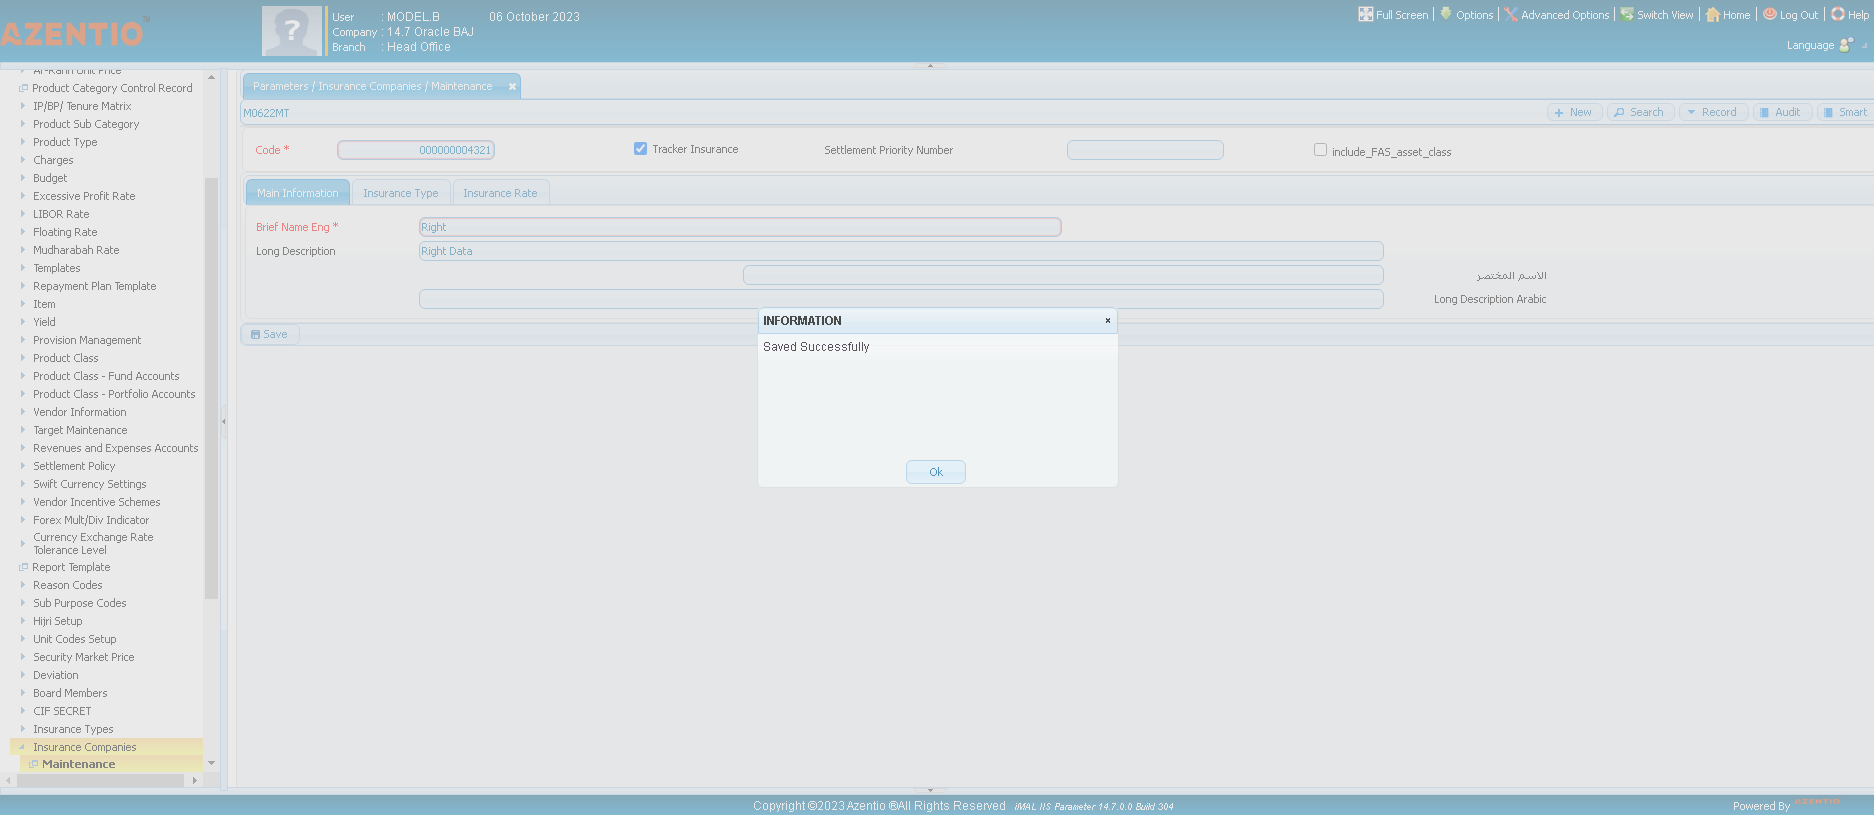 AZENTIO™
User : MODEL.B 06 October 2023
Company : 14.7 Oracle BAJ
Branch : Head Office
Full Screen Options Advanced Options Switch View Home Log Out Help
Language
Product Category Control Record
IP/BP/ Tenure Matrix
Product Sub Category
Product Type
Charges
Budget
Excessive Profit Rate
LIBOR Rate
Floating Rate
Mudharabah Rate
Templates
Repayment Plan Template
Item
Yield
Provision Management
Product Class
Product Class - Fund Accounts
Product Class - Portfolio Accounts
Vendor Information
Target Maintenance
Revenues and Expenses Accounts
Settlement Policy
Swift Currency Settings
Vendor Incentive Schemes
Forex Mult/Div Indicator
Currency Exchange Rate
Tolerance Level
Report Template
Reason Codes
Sub Purpose Codes
Hijri Setup
Unit Codes Setup
Security Market Price
Deviation
Board Members
CIF SECRET
Insurance Types
Insurance Companies
Maintenance
Parameters / Insurance Companies / Maintenance
M0622MT
New Search Record Audit Smart
Code * 000000004321 Tracker Insurance Settlement Priority Number include_FAS_asset_class
Main Information Insurance Type Insurance Rate
Brief Name Eng * Right
Long Description Right Data
الاسم المختصر
Long Description Arabic
Save
INFORMATION
Saved Successfully
Ok
Copyright ©2023 Azentio ®All Rights Reserved iMAL IIS Parameter 14.7.0.0 Build 304
Powered By AZENTIO